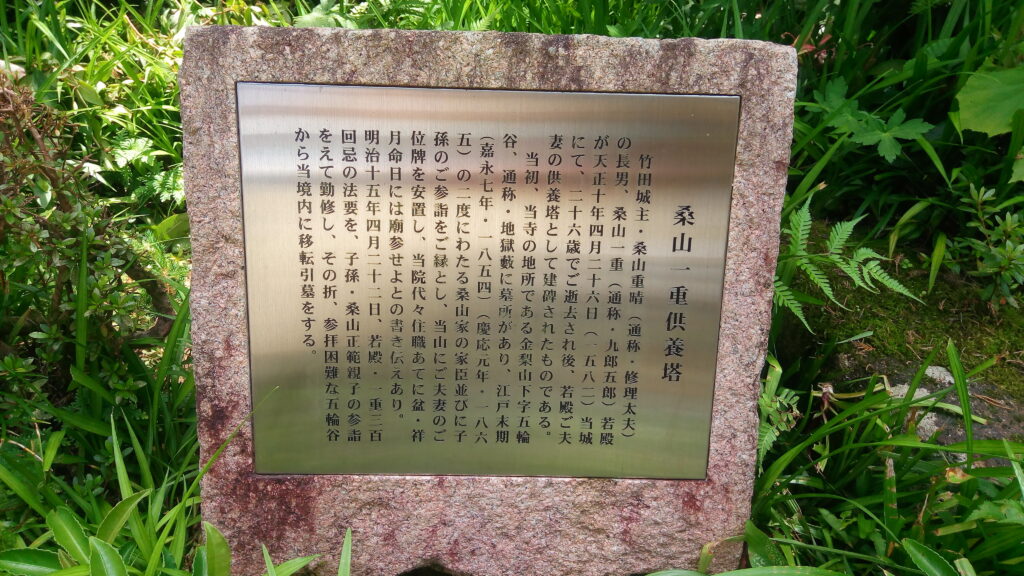 桑山一重供養塔
竹田城主・桑山重晴（通称・修理太夫）
の長男、桑山一重（通称・九郎五郎）若殿
が天正十年四月二十六日（一五八二）当城
にて、二十六歳でご逝去され後、若殿ご夫
妻の供養塔として建碑されたものである。
当初、当寺の地所である金梨山下字五輪
谷、通称・地獄藪に墓所があり、江戸末期
（嘉永七年・一八五四）（慶応元年・一八六
五）の二度にわたる桑山家の家臣並びに子
孫のご参詣をご縁とし、当山にご夫妻のご
位牌を安置し、当院代々住職あてに盆・祥
月命日には廟参せよとの書き伝えあり。
明治十五年四月二十二日、若殿・一重三百
回忌の法要を、子孫・桑山正範親子の参詣
をえて勤修し、その折、参拝困難な五輪谷
から当境内に移転引墓をする。